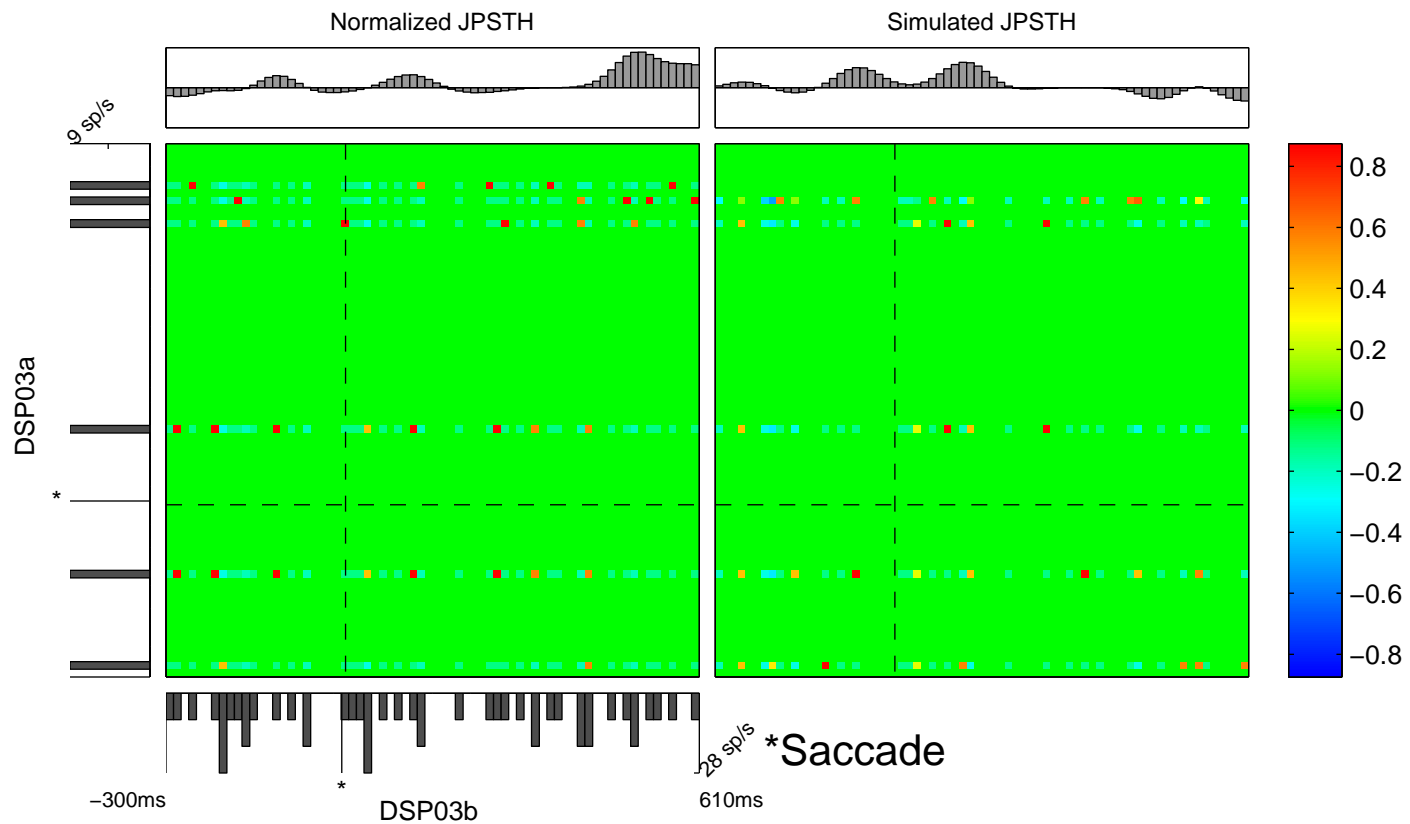 Normalized JPSTH
Simulated JPSTH
9 sp/s
DSP03a
*
0.8
0.6
0.4
0.2
0
−0.2
−0.4
−0.6
−0.8
28 sp/s
*Saccade
*
−300ms
DSP03b
610ms